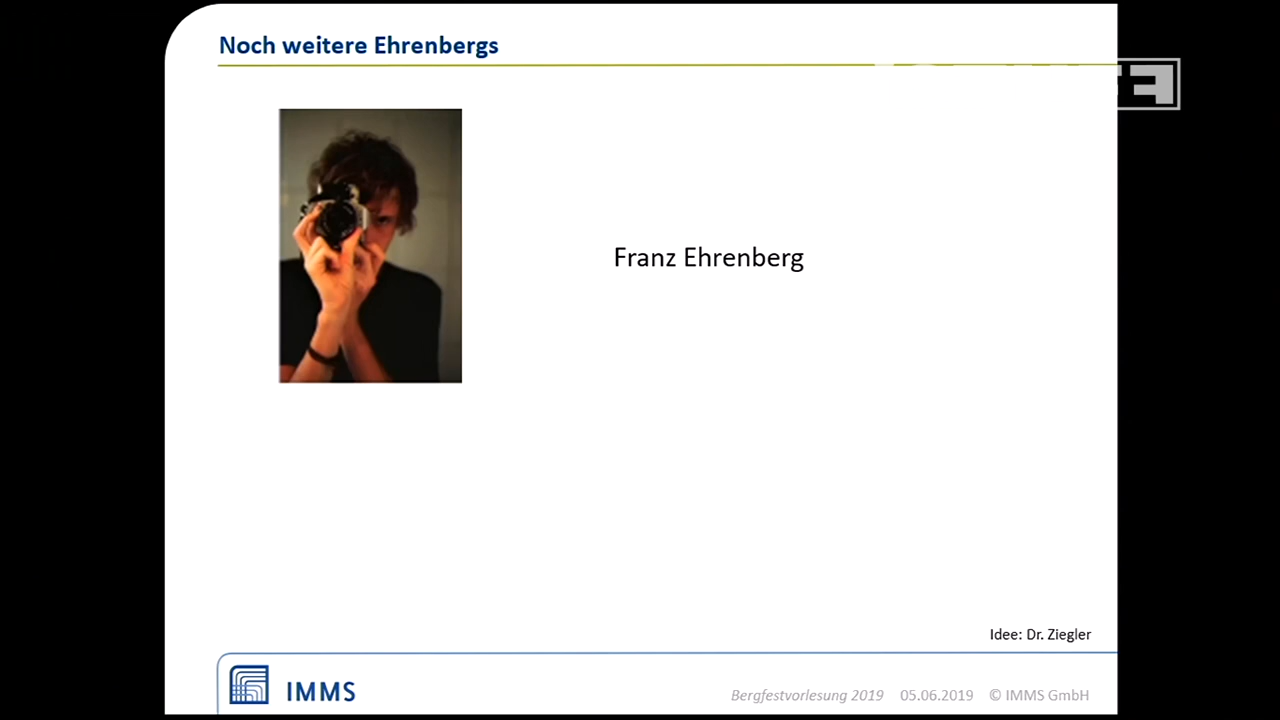 Noch weitere Ehrenbergs
Franz Ehrenberg
Idee: Dr. Ziegler
IMMS
Bergfestvorlesung 2019 05.06.2019 © IMMS GmbH